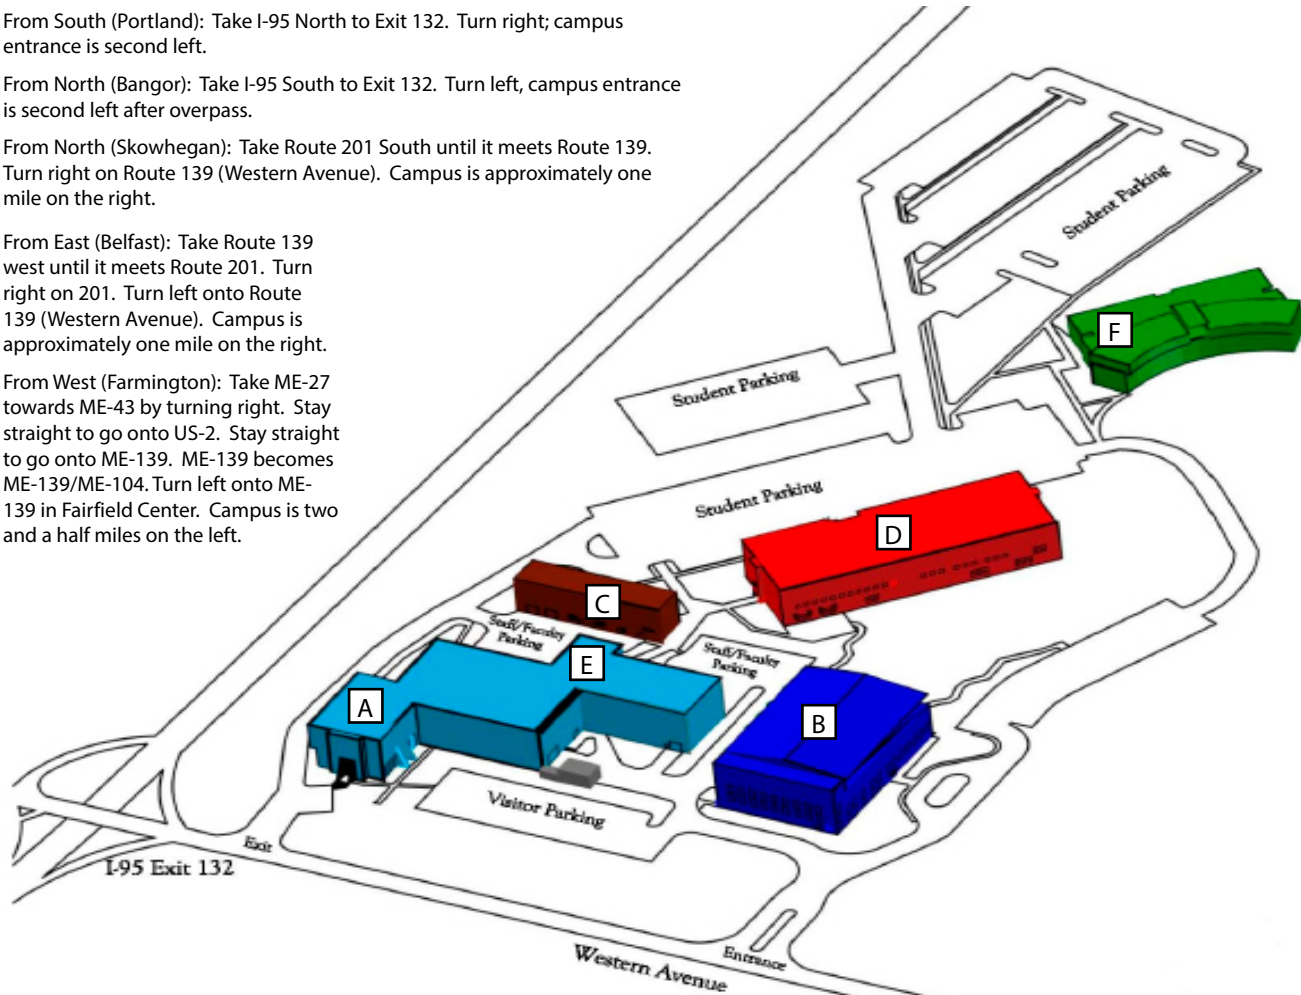 From South (Portland):  Take I-95 North to Exit 132.  Turn right; campus
entrance is second left.
From North (Bangor):  Take I-95 South to Exit 132.  Turn left, campus entrance
is second left after overpass.
From North (Skowhegan):  Take Route 201 South until it meets Route 139.
Turn right on Route 139 (Western Avenue).  Campus is approximately one
mile on the right.
From East (Belfast):  Take Route 139
west until it meets Route 201.  Turn
right on 201.  Turn left onto Route
139 (Western Avenue).  Campus is
approximately one mile on the right.
From West (Farmington):  Take ME-27
towards ME-43 by turning right.  Stay
straight to go onto US-2.  Stay straight
to go onto ME-139.  ME-139 becomes
ME-139/ME-104. Turn left onto ME-
139 in Fairfield Center.  Campus is two
and a half miles on the left.
Student Parking
F
Student Parking
Student Parking
D
C
Staff/Faculty
Parking
E
Staff/Faculty
Parking
A
B
Visitor Parking
Exit
I-95 Exit 132
Entrance
Western Avenue